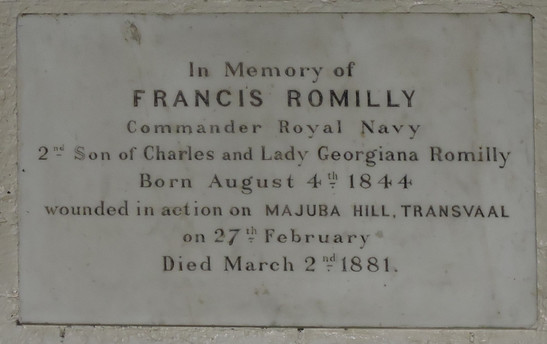 In Memory of
FRANCIS ROMILLY
Commander Royal Navy
2nd Son of Charles and Lady Georgiana Romilly
Born August 4th 1844
wounded in action on MAJUBA HILL, TRANSVAAL
on 27th February
Died March 2nd 1881.